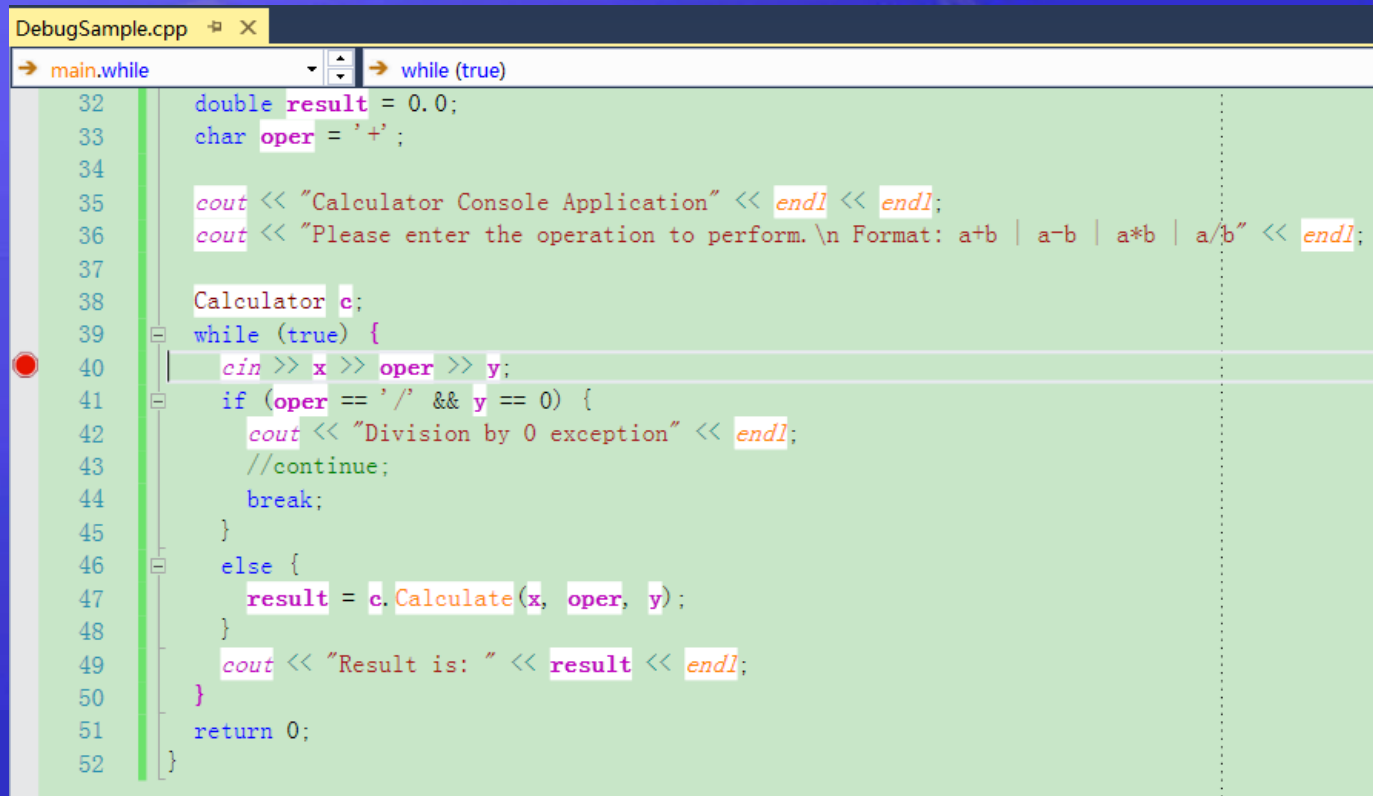 DebugSample.cpp
main.while while (true)
32 double result = 0.0;
33 char oper = '+';
34
35 cout << "Calculator Console Application" << endl << endl;
36 cout << "Please enter the operation to perform.\n Format: a+b | a-b | a*b | a/b" << endl;
37
38 Calculator c;
39 while (true) {
40 cin >> x >> oper >> y;
41 if (oper == '/' && y == 0) {
42 cout << "Division by 0 exception" << endl;
43 //continue;
44 break;
45 }
46 else {
47 result = c.Calculate(x, oper, y);
48 }
49 cout << "Result is: " << result << endl;
50 }
51 return 0;
52 }